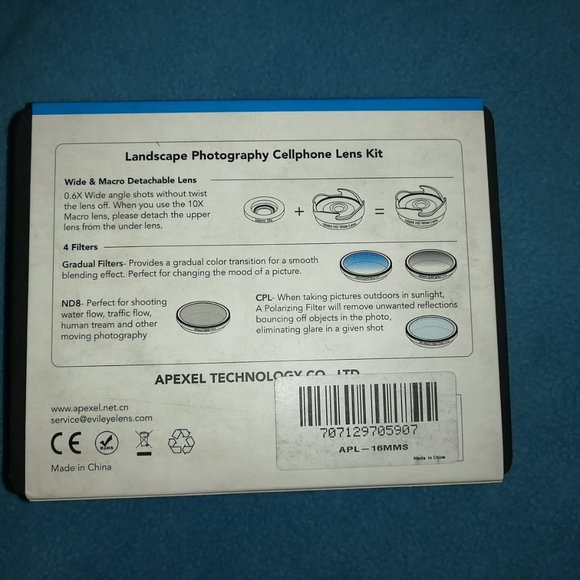 Landscape Photography Cellphone Lens Kit
Wide & Macro Detachable Lens
0.6X Wide angle shots without twist
the lens off. When you use the 10X
Macro lens, please detach the upper
lens from the under lens.
+
=
4 Filters
Gradual Filters- Provides a gradual color transition for a smooth
blending effect. Perfect for changing the mood of a picture.
ND8- Perfect for shooting
water flow, traffic flow,
human tream and other
moving photography
CPL- When taking pictures outdoors in sunlight,
A Polarizing Filter will remove unwanted reflections
bouncing off objects in the photo,
eliminating glare in a given shot
APEXEL TECHNOLOGY CO., LTD
www.apexel.net.cn
service@evileyelens.com
CE
RoHS
Made in China
707129705907
APL-16MMS
Made in China